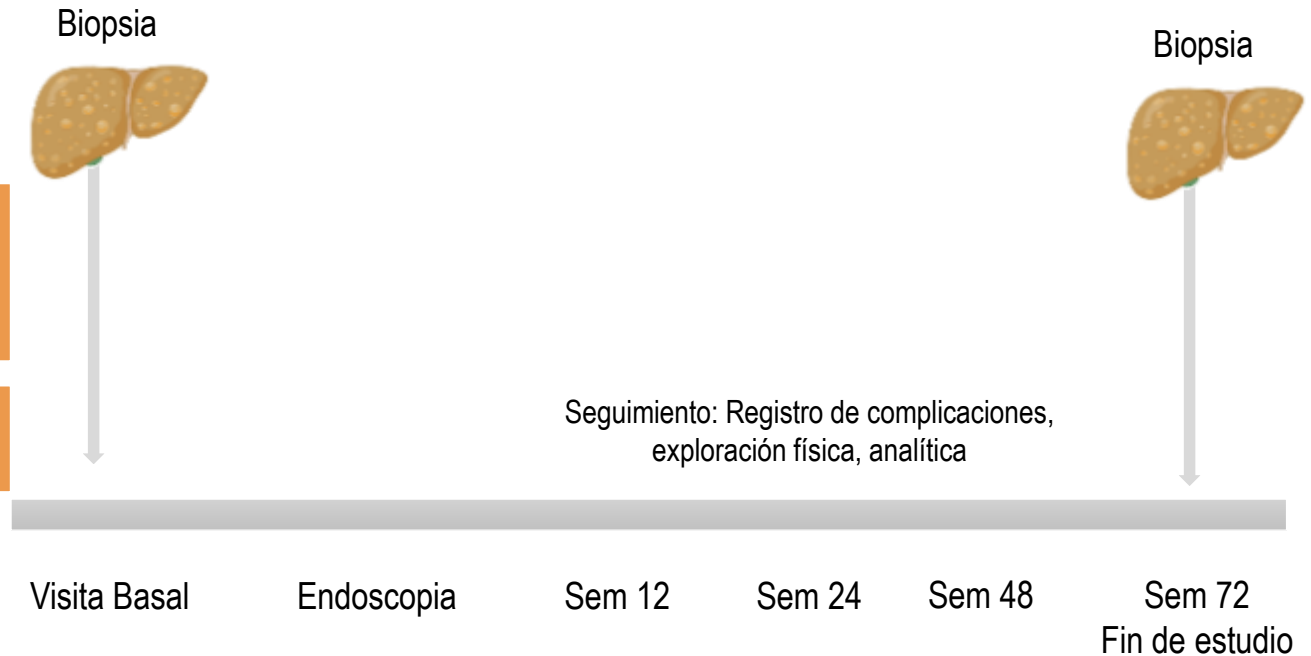 Biopsia
Biopsia
Seguimiento: Registro de complicaciones,
exploración física, analítica
Visita Basal
Endoscopia
Sem 12
Sem 24
Sem 48
Sem 72
Fin de estudio